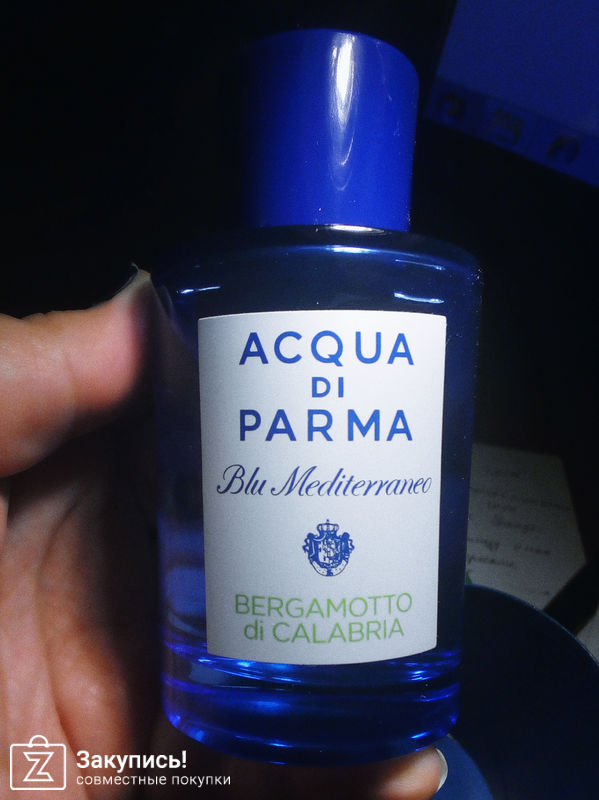 ACQUA
DI
PARMA
Blu Mediterraneo
BERGAMOTTO
di CALABRIA
Закупись!
совместные покупки